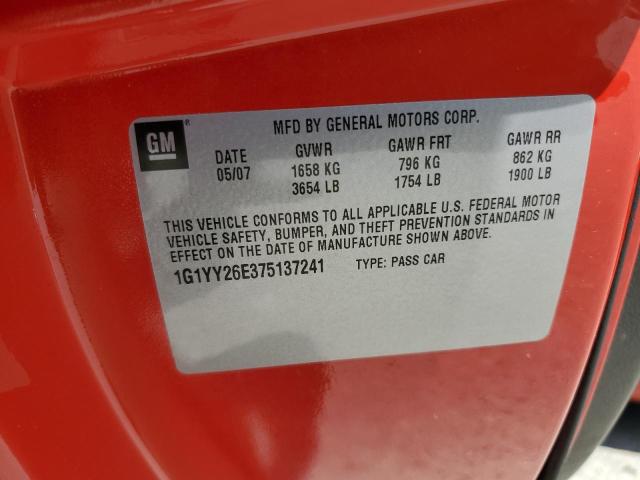 GM ®
MFD BY GENERAL MOTORS CORP.
DATE GVWR GAWR FRT GAWR RR
05/07 1658 KG 796 KG 862 KG
3654 LB 1754 LB 1900 LB
THIS VEHICLE CONFORMS TO ALL APPLICABLE U.S. FEDERAL MOTOR
VEHICLE SAFETY, BUMPER, AND THEFT PREVENTION STANDARDS IN
EFFECT ON THE DATE OF MANUFACTURE SHOWN ABOVE.
1G1YY26E375137241 TYPE: PASS CAR